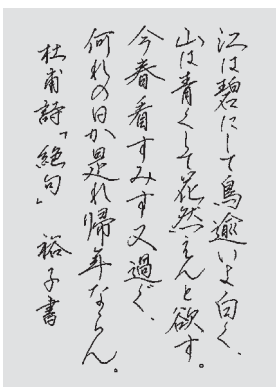 江は碧にして鳥逾いよ白く、
山は青くして花然えんと欲す。
今春看すみす又過ぐ、
何れの日か是れ帰年ならん。
杜甫詩「絶句」 裕子書